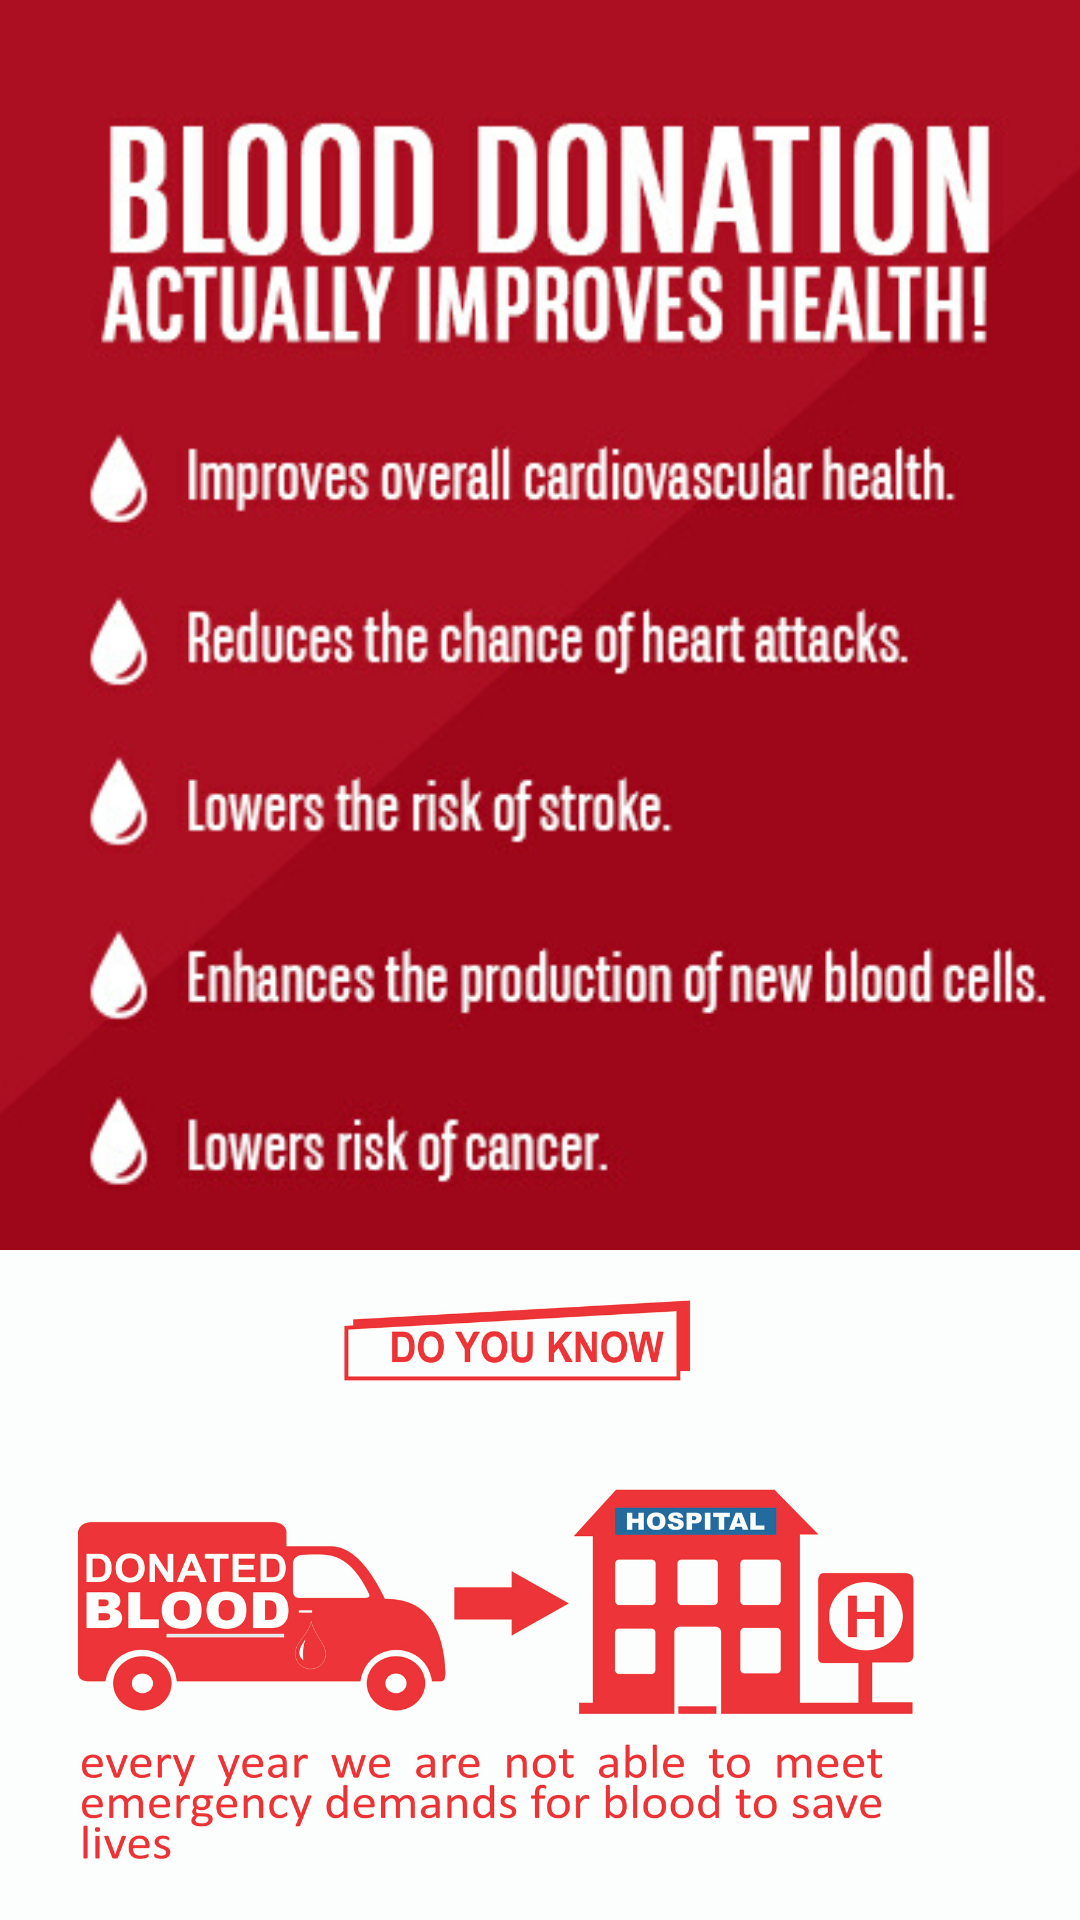 BLOOD DONATION
ACTUALLY IMPROVES HEALTH!
Improves overall cardiovascular health.
Reduces the chance of heart attacks.
Lowers the risk of stroke.
Enhances the production of new blood cells.
Lowers risk of cancer.
DO YOU KNOW
DONATED
BLOOD
HOSPITAL
H
every year we are not able to meet
emergency demands for blood to save
lives